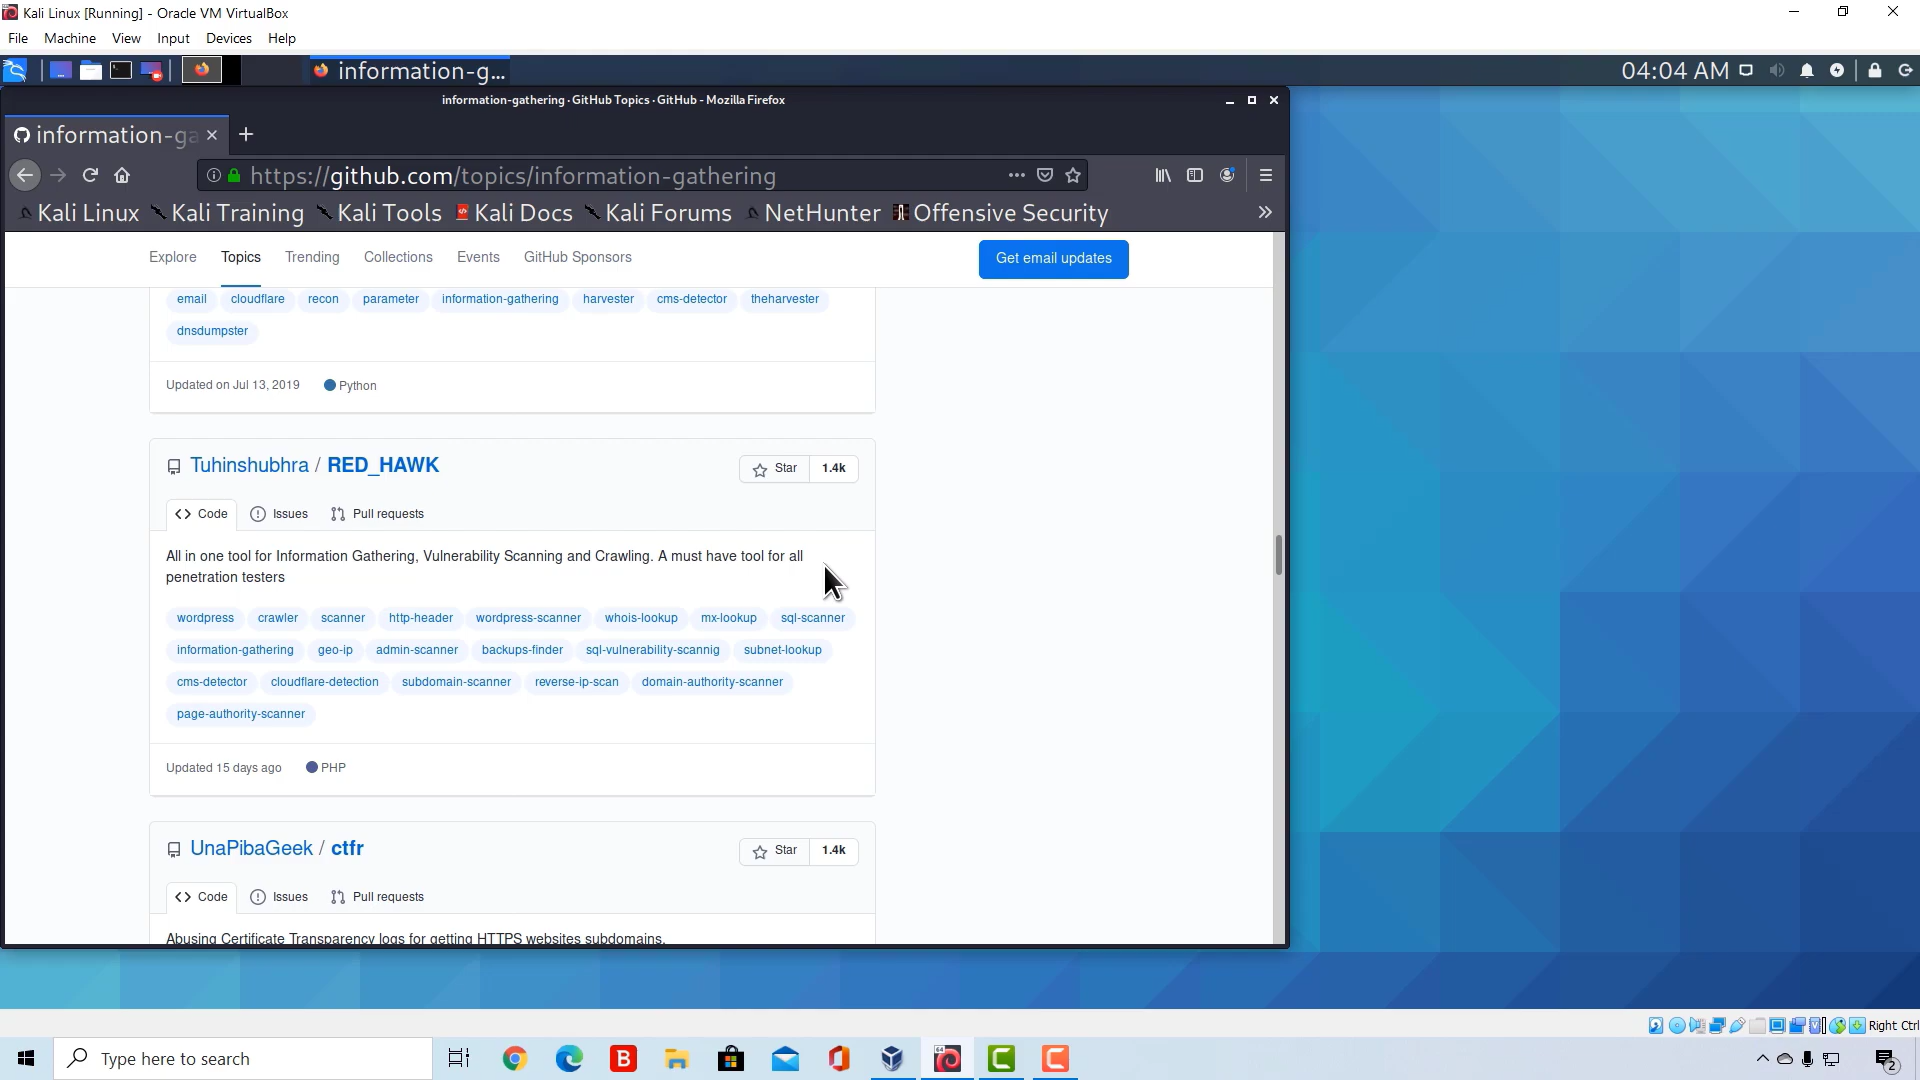 Kali Linux [Running] - Oracle VM VirtualBox
File Machine View Input Devices Help
information-g... 04:04 AM
information-gathering · GitHub Topics · GitHub - Mozilla Firefox
information-ga
https://github.com/topics/information-gathering
Kali Linux Kali Training Kali Tools Kali Docs Kali Forums NetHunter Offensive Security
Explore Topics Trending Collections Events GitHub Sponsors Get email updates
email cloudflare recon parameter information-gathering harvester cms-detector theharvester
dnsdumpster
Updated on Jul 13, 2019 Python
Tuhinshubhra / RED_HAWK Star 1.4k
Code Issues Pull requests
All in one tool for Information Gathering, Vulnerability Scanning and Crawling. A must have tool for all
penetration testers
wordpress crawler scanner http-header wordpress-scanner whois-lookup mx-lookup sql-scanner
information-gathering geo-ip admin-scanner backups-finder sql-vulnerability-scannig subnet-lookup
cms-detector cloudflare-detection subdomain-scanner reverse-ip-scan domain-authority-scanner
page-authority-scanner
Updated 15 days ago PHP
UnaPibaGeek / ctfr Star 1.4k
Code Issues Pull requests
Abusing Certificate Transparency logs for getting HTTPS websites subdomains.
Right Ctrl
Type here to search
B
C
C
2